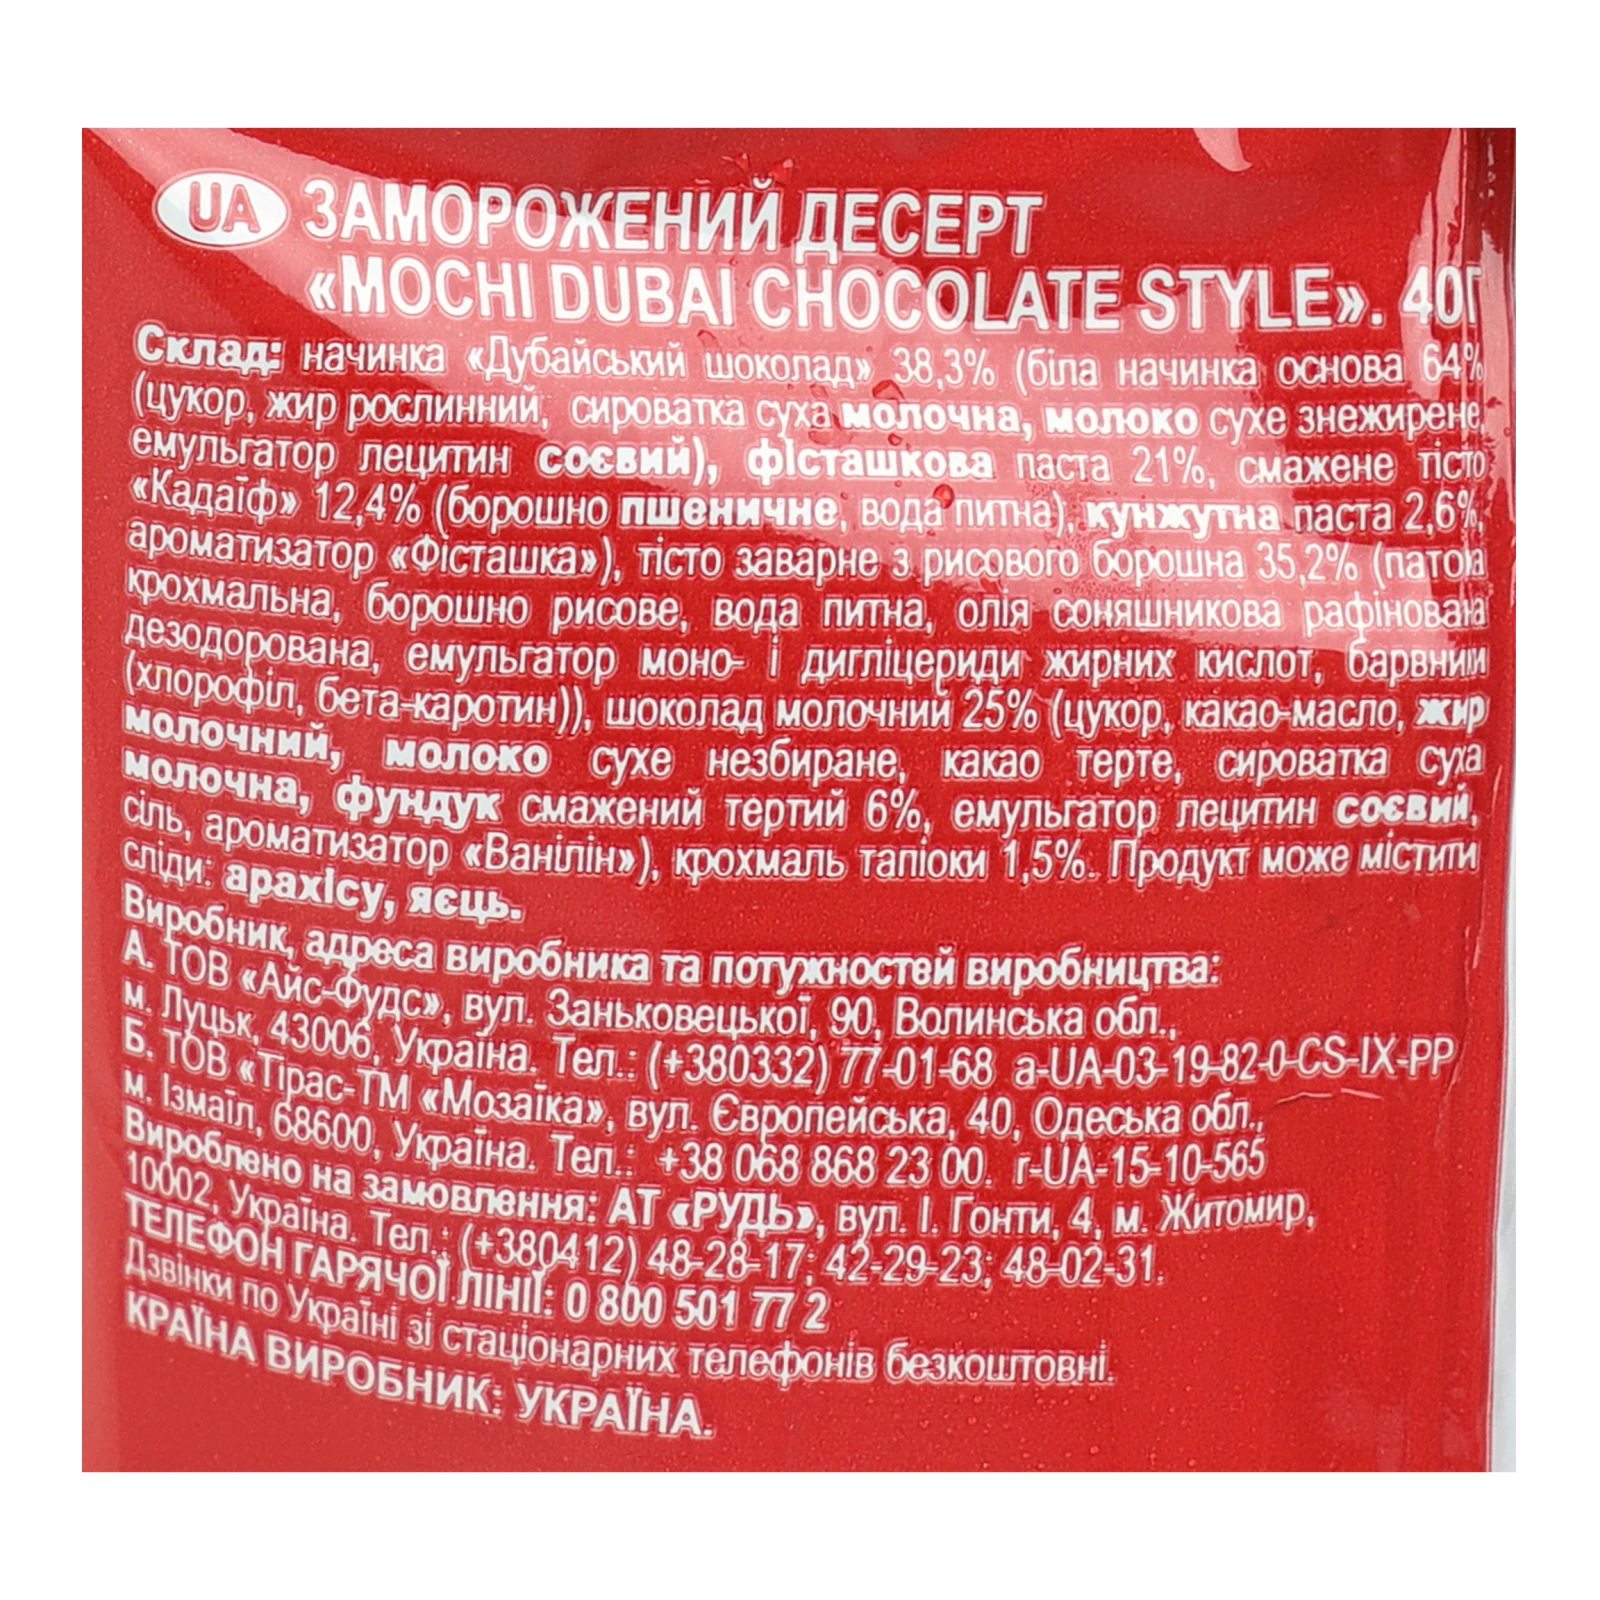 UA ЗАМОРОЖЕНИЙ ДЕСЕРТ
«MOCHI DUBAI CHOCOLATE STYLE». 40Г
Склад: начинка «Дубайський шоколад» 38,3% (біла начинка основа 64%
(цукор, жир рослинний, сироватка суха молочна, молоко сухе знежирене,
емульгатор лецитин соєвий), фісташкова паста 21%, смажене тісто
«Кадаїф» 12,4% (борошно пшеничне, вода питна), кунжутна паста 2,6%,
ароматизатор «Фісташка»), тісто заварне з рисового борошна 35,2% (патока
крохмальна, борошно рисове, вода питна, олія соняшникова рафінована
дезодорована, емульгатор моно- і дигліцериди жирних кислот, барвники
(хлорофіл, бета-каротин)), шоколад молочний 25% (цукор, какао-масло, жир
молочний, молоко сухе незбиране, какао терте, сироватка суха
молочна, фундук смажений тертий 6%, емульгатор лецитин соєвий,
сіль, ароматизатор «Ванілін»), крохмаль тапіоки 1,5%. Продукт може містити
сліди: арахісу, яєць.
Виробник, адреса виробника та потужностей виробництва:
А. ТОВ «Айс-Фудс», вул. Заньковецької, 90, Волинська обл.,
м. Луцьк, 43006, Україна. Тел.: (+380332) 77-01-68 a-UA-03-19-82-0-CS-IX-PP
Б. ТОВ «Тірас-ТМ «Мозаїка», вул. Європейська, 40, Одеська обл.,
м. Ізмаїл, 68600, Україна. Тел.: +38 068 868 23 00. r-UA-15-10-565
Вироблено на замовлення: АТ «РУДЬ», вул. І. Гонти, 4, м. Житомир,
10002, Україна. Тел.: (+380412) 48-28-17; 42-29-23; 48-02-31.
ТЕЛЕФОН ГАРЯЧОЇ ЛІНІЇ: 0 800 501 77 2
Дзвінки по Україні зі стаціонарних телефонів безкоштовні.
КРАЇНА ВИРОБНИК: УКРАЇНА.